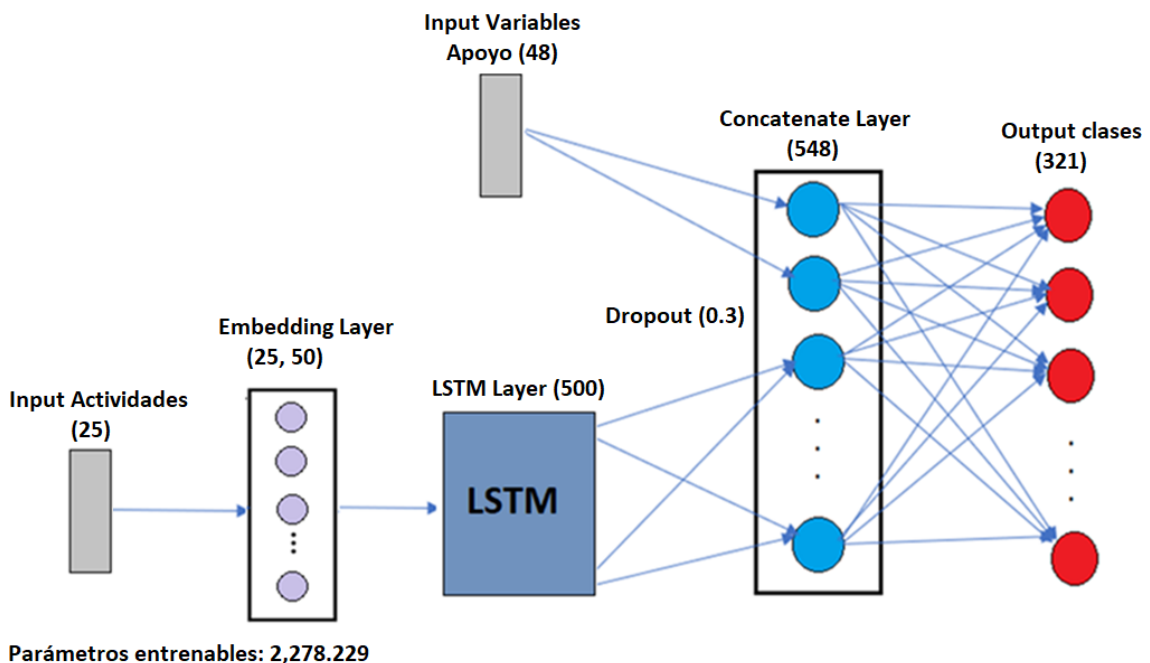 Input Variables
Apoyo (48)
Concatenate Layer
(548)
Output clases
(321)
Dropout (0.3)
Embedding Layer
(25, 50)
LSTM Layer (500)
Input Actividades
(25)
LSTM
Parámetros entrenables: 2,278.229